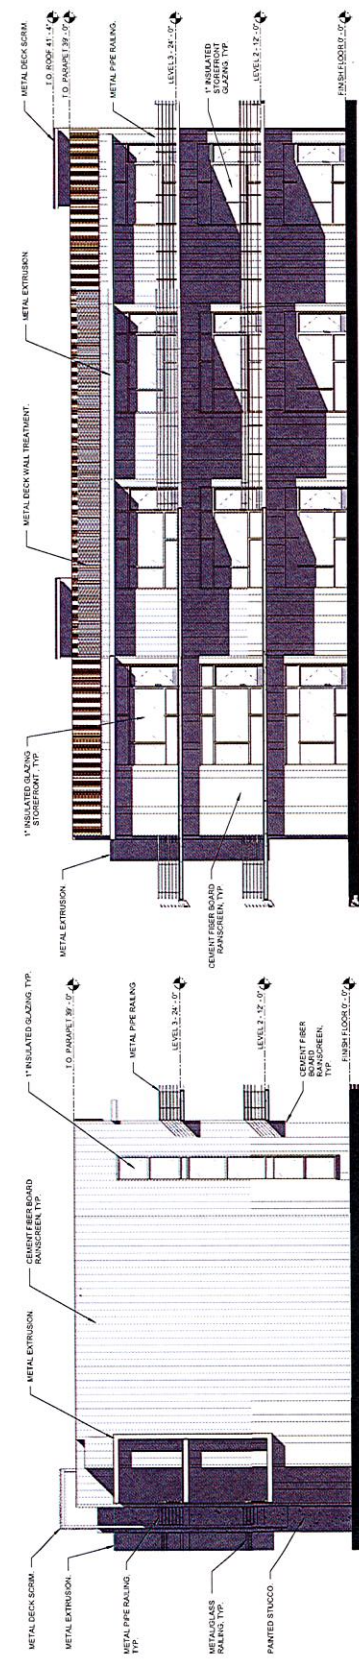 METAL DECK SCRIM.
METAL EXTRUSION.
METAL EXTRUSION.
CEMENT FIBER BOARD
RAINSCREEN, TYP.
1" INSULATED GLAZING, TYP.
T.O. PARAPET 39' - 0"
LEVEL 3 - 24' - 0"
METAL PIPE RAILING
LEVEL 2 - 12' - 0"
CEMENT FIBER
BOARD
RAINSCREEN,
TYP.
FINISH FLOOR 0' - 0"
METAL PIPE RAILING,
TYP.
METAL/GLASS
RAILING, TYP.
PAINTED STUCCO.
1" INSULATED GLAZING
STOREFRONT, TYP.
METAL DECK WALL TREATMENT.
METAL EXTRUSION.
METAL DECK SCRIM.
T.O. ROOF 41' - 4"
T.O. PARAPET 39' - 0"
METAL PIPE RAILING.
LEVEL 3 - 24' - 0"
1" INSULATED
STOREFRONT
GLAZING, TYP.
LEVEL 2 - 12' - 0"
FINISH FLOOR 0' - 0"
METAL EXTRUSION.
CEMENT FIBER BOARD
RAINSCREEN, TYP.